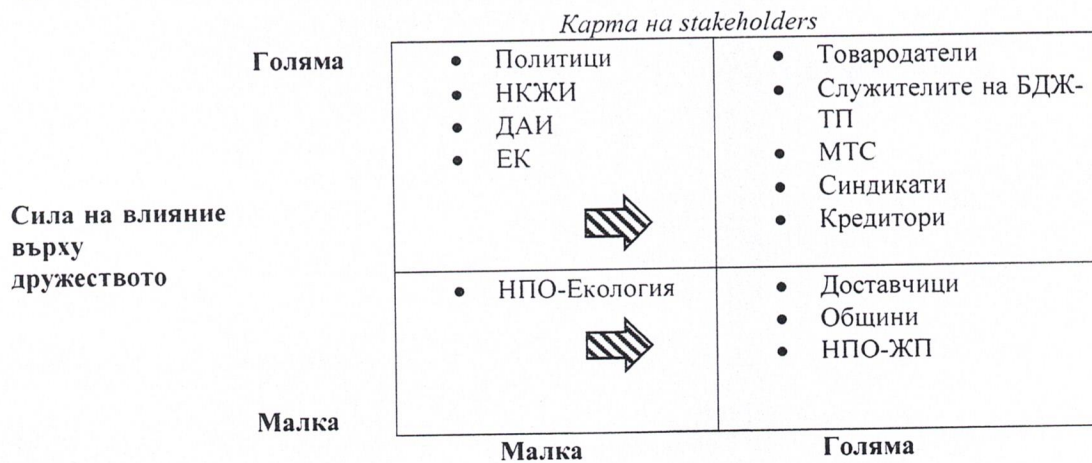 Карта на stakeholders
Голяма
• Политици
• НКЖИ
• ДАИ
• ЕК
• Товародатели
• Служителите на БДЖ-
ТП
• МТС
• Синдикати
• Кредитори
Сила на влияние
върху
дружеството
• НПО-Екология
• Доставчици
• Общини
• НПО-ЖП
Малка
Малка
Голяма